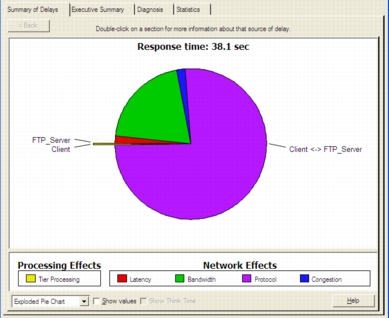 Summary of Delays Executive Summary Diagnosis Statistics
< Back Double-click on a section for more information about that source of delay.
Response time: 38.1 sec
FTP_Server
Client
Client <-> FTP_Server
Processing Effects Network Effects
Tier Processing Latency Bandwidth Protocol Congestion
Exploded Pie Chart Show values Show Think Time Help